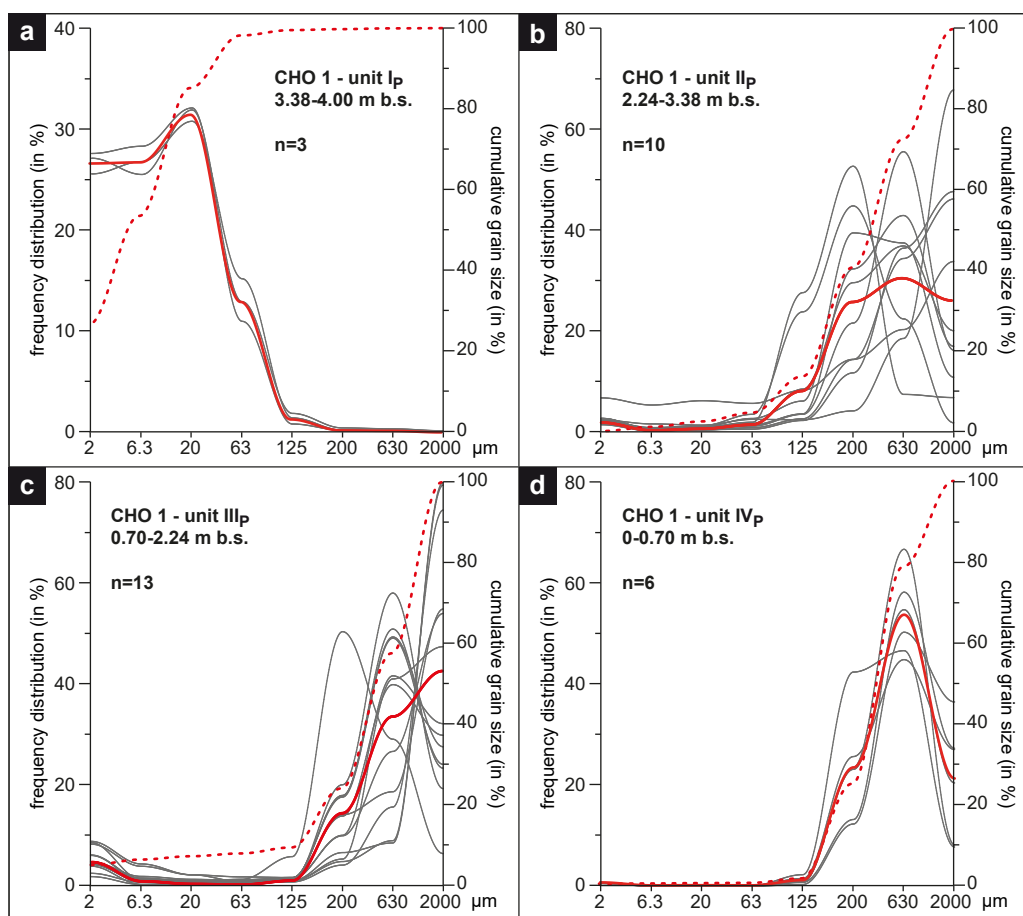 a
CHO 1 - unit IP
3.38-4.00 m b.s.
n=3
frequency distribution (in %)
cumulative grain size (in %)
40
30
20
10
0
100
80
60
40
20
0
2 6.3 20 63 125 200 630 2000 µm
b
CHO 1 - unit IIP
2.24-3.38 m b.s.
n=10
frequency distribution (in %)
cumulative grain size (in %)
80
60
40
20
0
100
80
60
40
20
0
2 6.3 20 63 125 200 630 2000 µm
c
CHO 1 - unit IIIP
0.70-2.24 m b.s.
n=13
frequency distribution (in %)
cumulative grain size (in %)
80
60
40
20
0
100
80
60
40
20
0
2 6.3 20 63 125 200 630 2000 µm
d
CHO 1 - unit IVP
0-0.70 m b.s.
n=6
frequency distribution (in %)
cumulative grain size (in %)
80
60
40
20
0
100
80
60
40
20
0
2 6.3 20 63 125 200 630 2000 µm